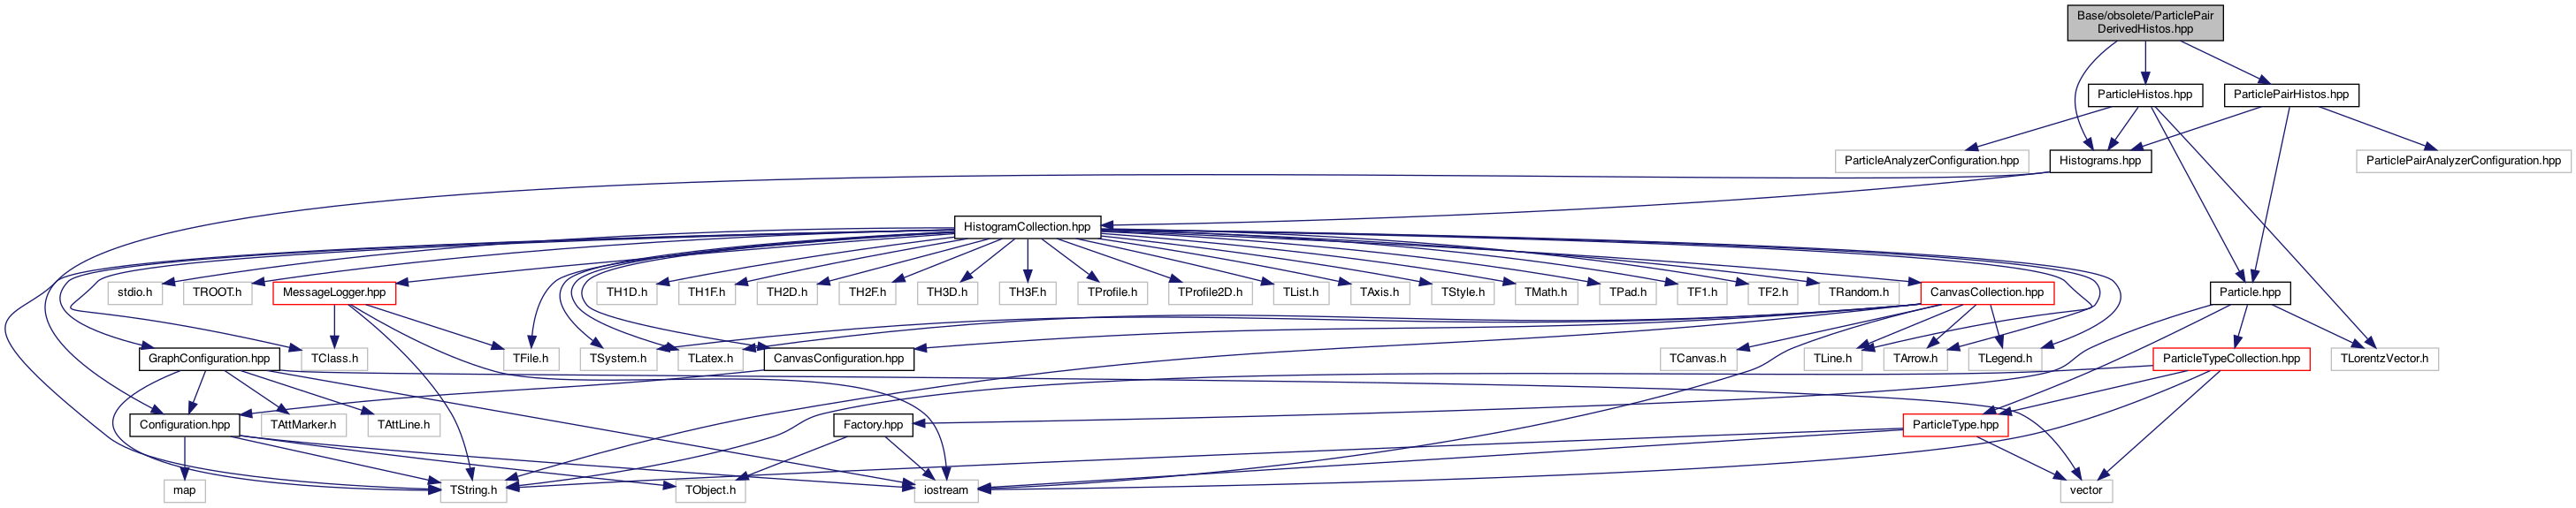 Base/obsolete/ParticlePair
DerivedHistos.hpp
ParticleHistos.hpp
ParticlePairHistos.hpp
ParticleAnalyzerConfiguration.hpp
Histograms.hpp
ParticlePairAnalyzerConfiguration.hpp
HistogramCollection.hpp
stdio.h
TROOT.h
MessageLogger.hpp
TH1D.h
TH1F.h
TH2D.h
TH2F.h
TH3D.h
TH3F.h
TProfile.h
TProfile2D.h
TList.h
TAxis.h
TStyle.h
TMath.h
TPad.h
TF1.h
TF2.h
TRandom.h
CanvasCollection.hpp
Particle.hpp
GraphConfiguration.hpp
TClass.h
TFile.h
TSystem.h
TLatex.h
CanvasConfiguration.hpp
TCanvas.h
TLine.h
TArrow.h
TLegend.h
ParticleTypeCollection.hpp
TLorentzVector.h
Configuration.hpp
TAttMarker.h
TAttLine.h
Factory.hpp
ParticleType.hpp
map
TString.h
TObject.h
iostream
vector